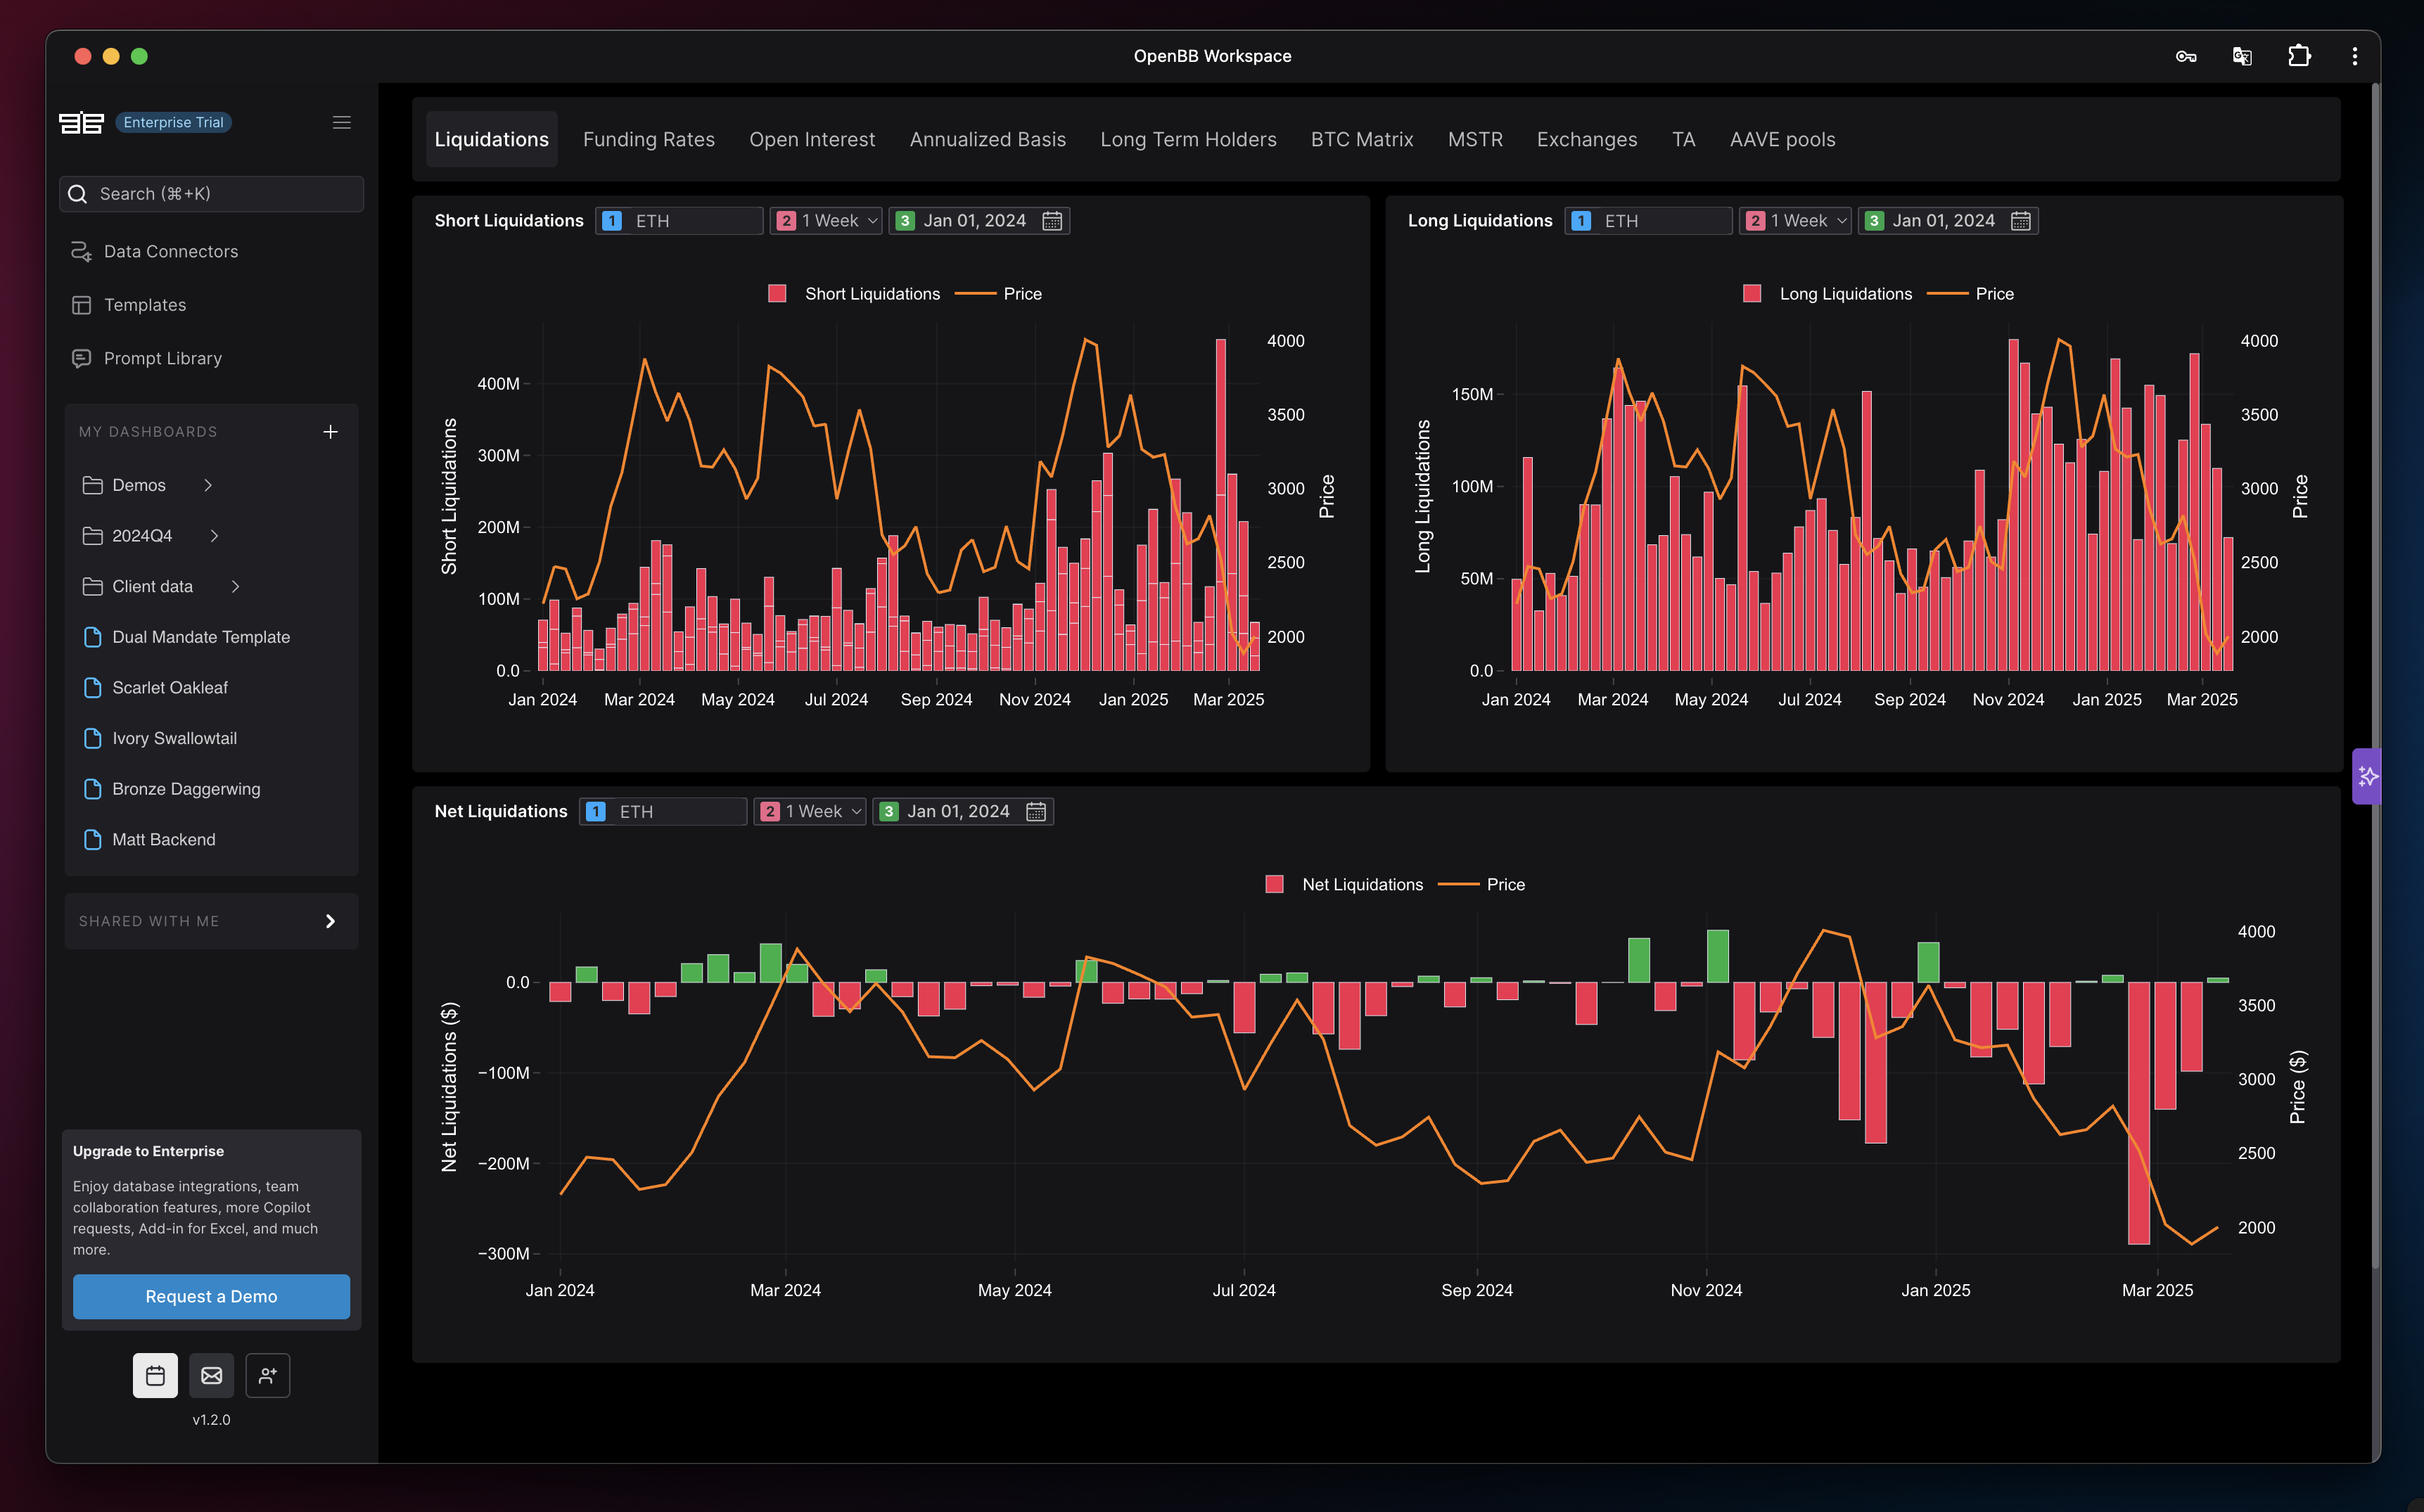 OpenBB Workspace
Enterprise Trial
Search (⌘+K)
Data Connectors
Templates
Prompt Library
MY DASHBOARDS
Demos
2024Q4
Client data
Dual Mandate Template
Scarlet Oakleaf
Ivory Swallowtail
Bronze Daggerwing
Matt Backend
SHARED WITH ME
Upgrade to Enterprise
Enjoy database integrations, team
collaboration features, more Copilot
requests, Add-in for Excel, and much
more.
Request a Demo
v1.2.0
Liquidations Funding Rates Open Interest Annualized Basis Long Term Holders BTC Matrix MSTR Exchanges TA AAVE pools
Short Liquidations 1 ETH 2 1 Week 3 Jan 01, 2024
Short Liquidations Price
Short Liquidations
400M
300M
200M
100M
0.0
4000
3500
3000
2500
2000
Price
Jan 2024 Mar 2024 May 2024 Jul 2024 Sep 2024 Nov 2024 Jan 2025 Mar 2025
Long Liquidations 1 ETH 2 1 Week 3 Jan 01, 2024
Long Liquidations Price
Long Liquidations
150M
100M
50M
0.0
4000
3500
3000
2500
2000
Price
Jan 2024 Mar 2024 May 2024 Jul 2024 Sep 2024 Nov 2024 Jan 2025 Mar 2025
Net Liquidations 1 ETH 2 1 Week 3 Jan 01, 2024
Net Liquidations Price
Net Liquidations ($)
0.0
−100M
−200M
−300M
4000
3500
3000
2500
2000
Price ($)
Jan 2024 Mar 2024 May 2024 Jul 2024 Sep 2024 Nov 2024 Jan 2025 Mar 2025